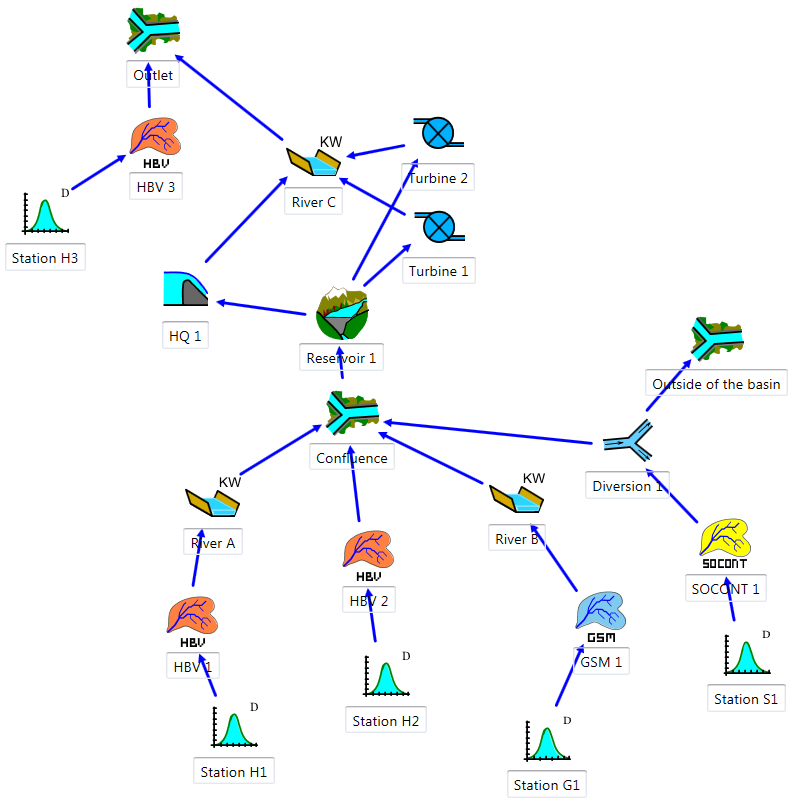 Outlet
KW
HBV
Turbine 2
HBV 3
D
River C
Station H3
Turbine 1
HQ 1
Reservoir 1
Outside of the basin
Confluence
KW
KW
Diversion 1
River A
River B
SOCONT
HBV
SOCONT 1
HBV 2
HBV
GSM
D
HBV 1
D
GSM 1
Station S1
D
Station H2
D
Station H1
Station G1